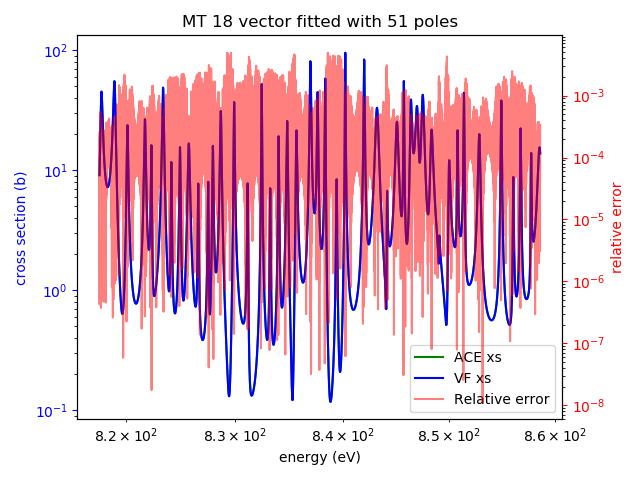 MT 18 vector fitted with 51 poles
10²
10¹
10⁰
10⁻¹
cross section (b)
10⁻³
10⁻⁴
10⁻⁵
10⁻⁶
10⁻⁷
10⁻⁸
relative error
ACE xs
VF xs
Relative error
8.2 × 10²
8.3 × 10²
8.4 × 10²
8.5 × 10²
8.6 × 10²
energy (eV)